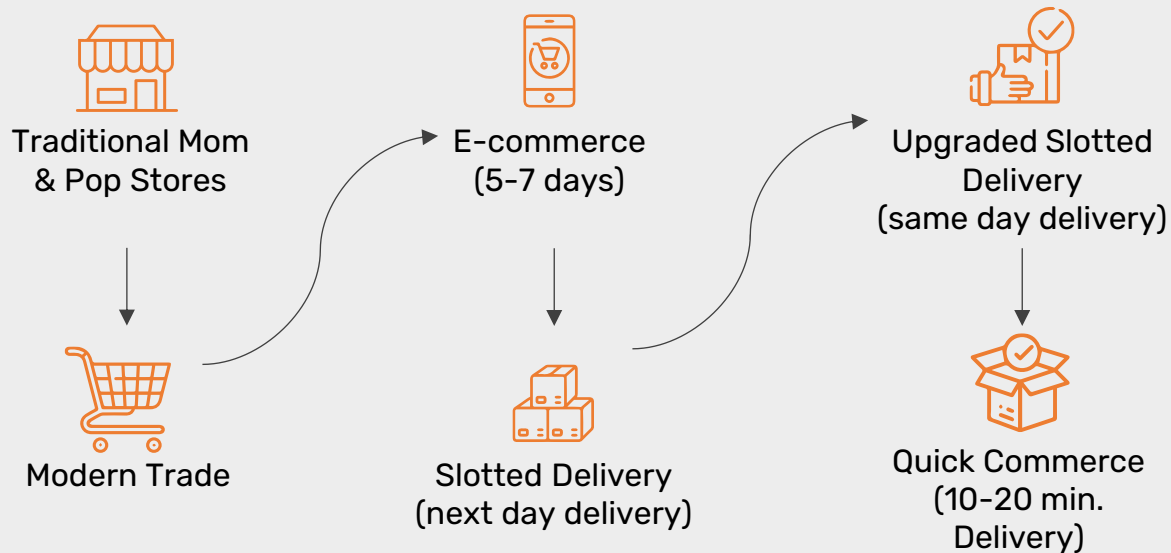 Traditional Mom
& Pop Stores
Modern Trade
E-commerce
(5-7 days)
Slotted Delivery
(next day delivery)
Upgraded Slotted
Delivery
(same day delivery)
Quick Commerce
(10-20 min.
Delivery)